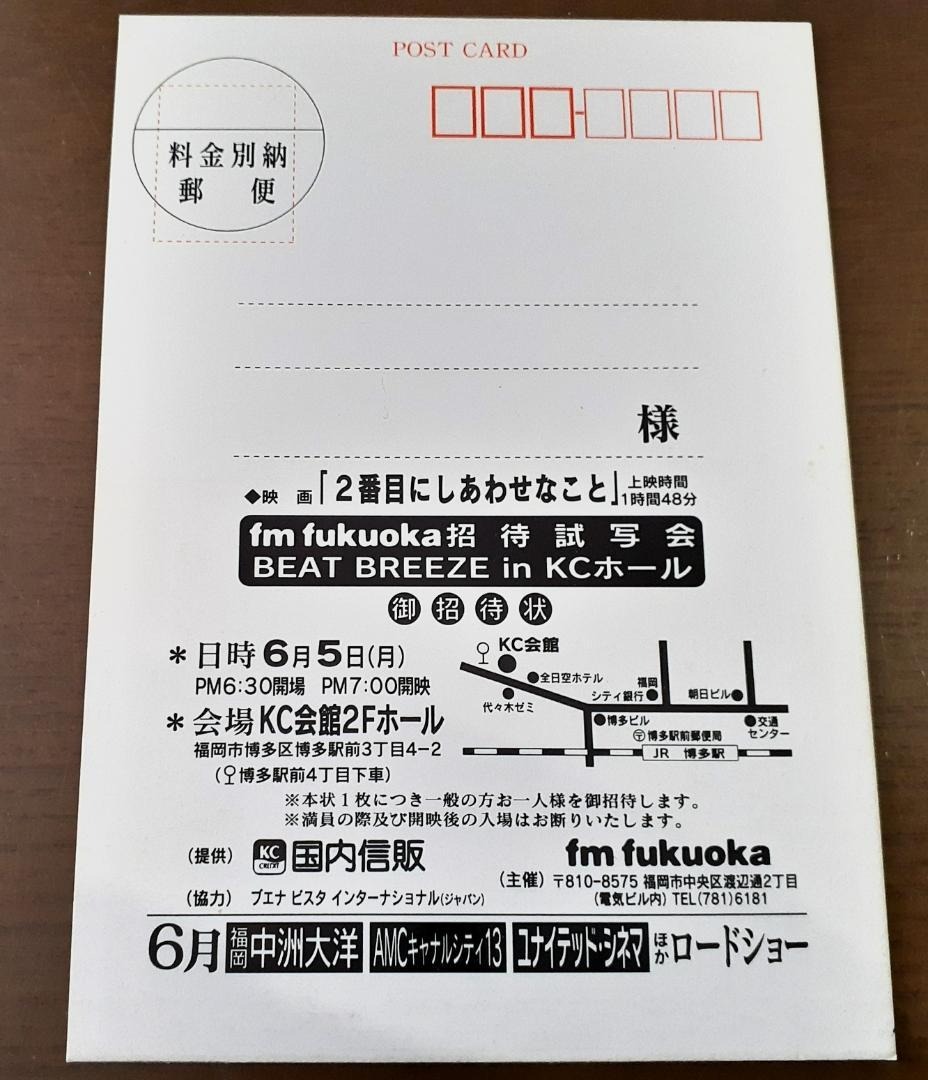 POST CARD
料金別納
郵 便
様
◆映 画「2番目にしあわせなこと」上映時間 1時間48分
fm fukuoka招待試写会
BEAT BREEZE in KCホール
御招待状
＊日時6月5日(月)
PM6:30開場 PM7:00開映
＊会場KC会館2Fホール
福岡市博多区博多駅前3丁目4-2
(博多駅前4丁目下車)
KC会館
全日空ホテル
代々木ゼミ
福岡
シティ銀行
朝日ビル
博多ビル
〒博多駅前郵便局
交通
センター
JR 博多駅
※本状1枚につき一般の方お一人様を御招待します。
※満員の際及び開映後の入場はお断りいたします。
(提供) KC CREDIT 国内信販
(協力) ブエナ ビスタ インターナショナル(ジャパン)
fm fukuoka
(主催)〒810-8575 福岡市中央区渡辺通2丁目
(電気ビル内) TEL(781)6181
6月 福岡 中洲大洋 AMCキャナルシティ13 ユナイテッド・シネマ ほか ロードショー